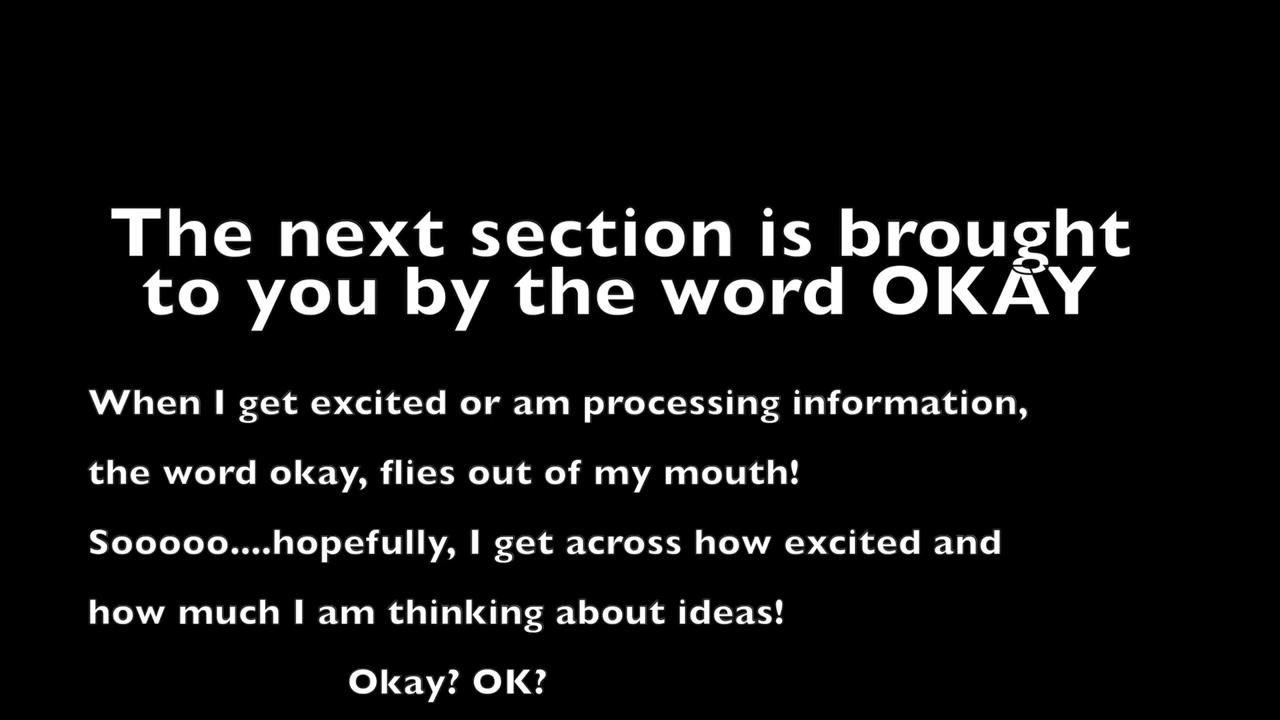 The next section is brought
to you by the word OKAY
When I get excited or am processing information,
the word okay, flies out of my mouth!
Sooooo....hopefully, I get across how excited and
how much I am thinking about ideas!
Okay? OK?